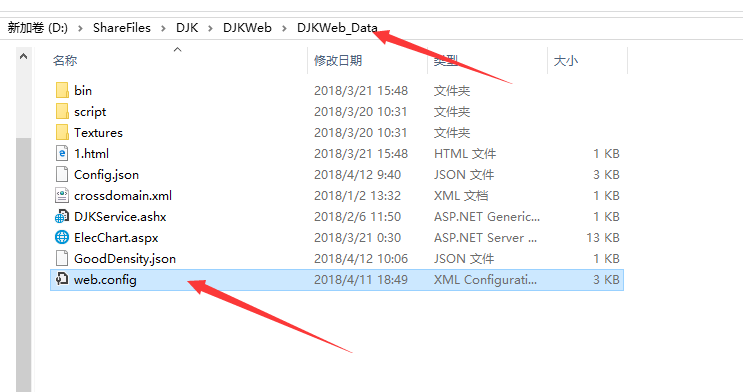 新加卷 (D:) > ShareFiles > DJK > DJKWeb > DJKWeb_Data
名称 修改日期 类型 大小
bin 2018/3/21 15:48 文件夹
script 2018/3/20 10:31 文件夹
Textures 2018/3/20 10:31 文件夹
1.html 2018/3/21 15:48 HTML 文件 1 KB
Config.json 2018/4/12 9:40 JSON 文件 3 KB
crossdomain.xml 2018/1/2 13:32 XML 文档 1 KB
DJKService.ashx 2018/2/6 11:50 ASP.NET Generic... 1 KB
ElecChart.aspx 2018/3/21 0:30 ASP.NET Server ... 13 KB
GoodDensity.json 2018/4/12 10:06 JSON 文件 1 KB
web.config 2018/4/11 18:49 XML Configurati... 3 KB